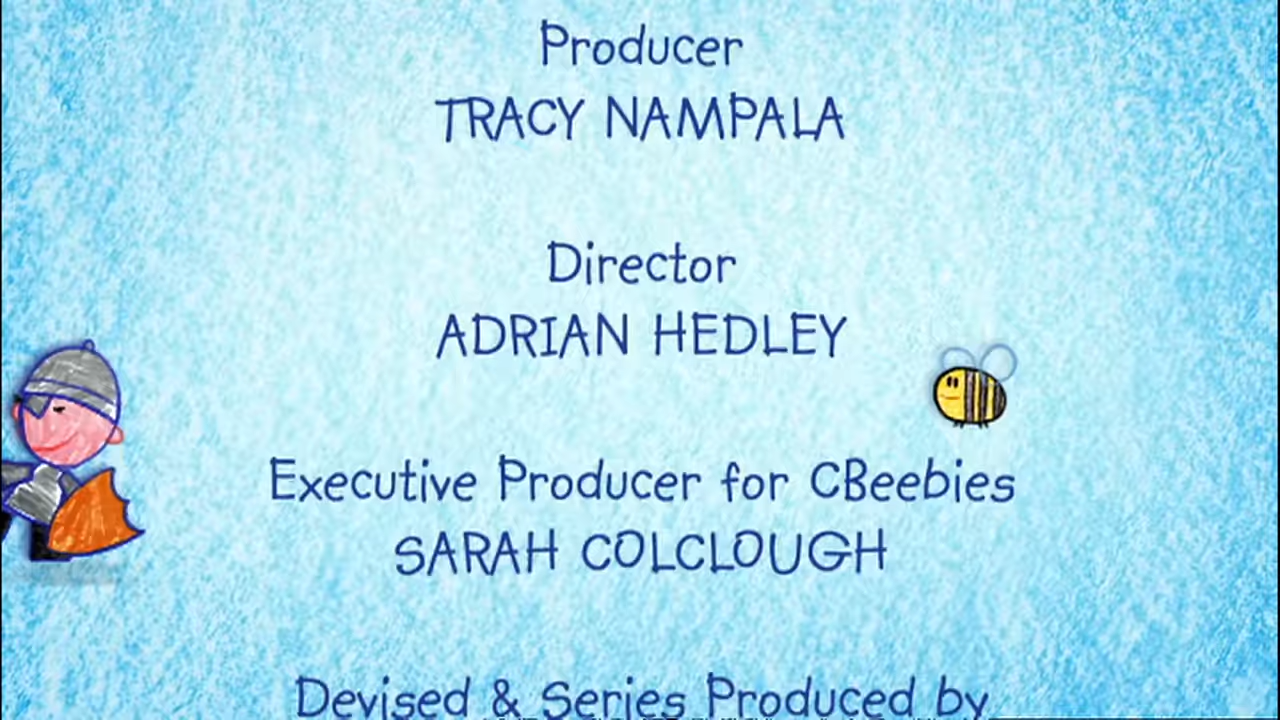 Producer
TRACY NAMPALA
Director
ADRIAN HEDLEY
Executive Producer for CBeebies
SARAH COLCLOUGH
Devised & Series Produced by